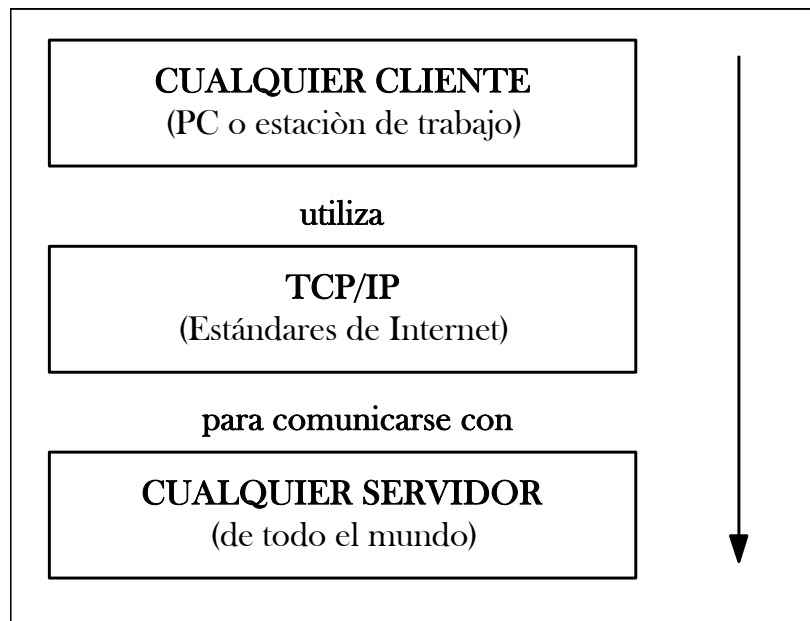 CUALQUIER CLIENTE
(PC o estaciòn de trabajo)
utiliza
TCP/IP
(Estándares de Internet)
para comunicarse con
CUALQUIER SERVIDOR
(de todo el mundo)